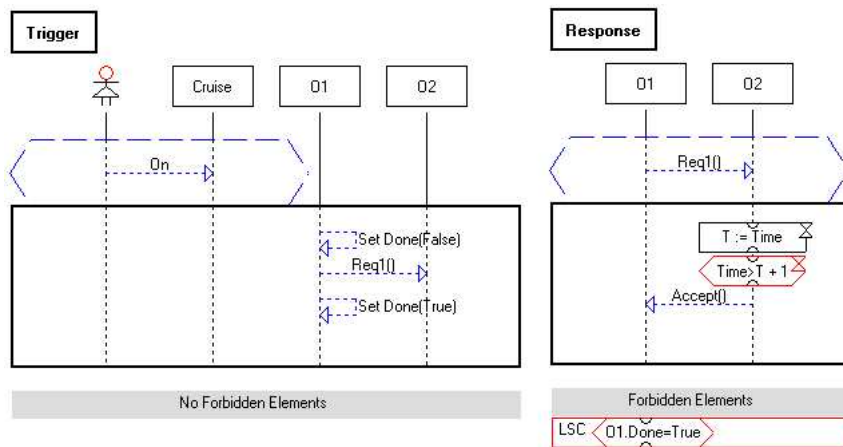 Trigger
Cruise
O1
O2
On
Set Done(False)
Req1()
Set Done(True)
No Forbidden Elements
Response
O1
O2
Req1()
T := Time
Time>T + 1
Accept()
Forbidden Elements
LSC
O1.Done=True